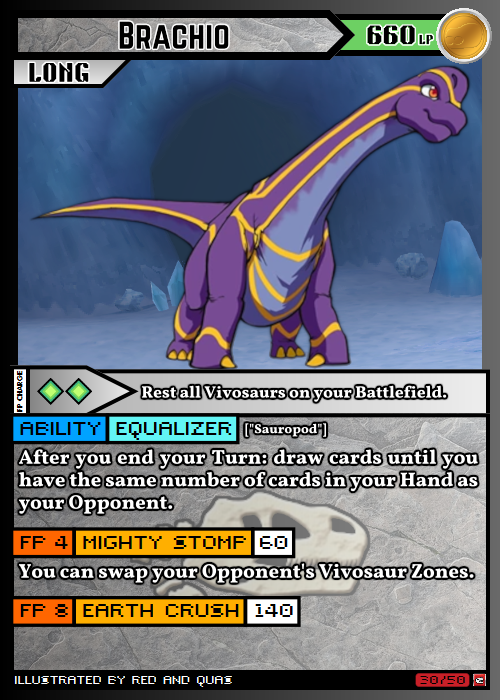 BRACHIO
660 LP
LONG
FP CHARGE
Rest all Vivosaurs on your Battlefield.
ABILITY EQUALIZER ["Sauropod"]
After you end your Turn: draw cards until you
have the same number of cards in your Hand as
your Opponent.
FP 4 MIGHTY STOMP 60
You can swap your Opponent's Vivosaur Zones.
FP 8 EARTH CRUSH 140
ILLUSTRATED BY RED AND QUAS
30/50